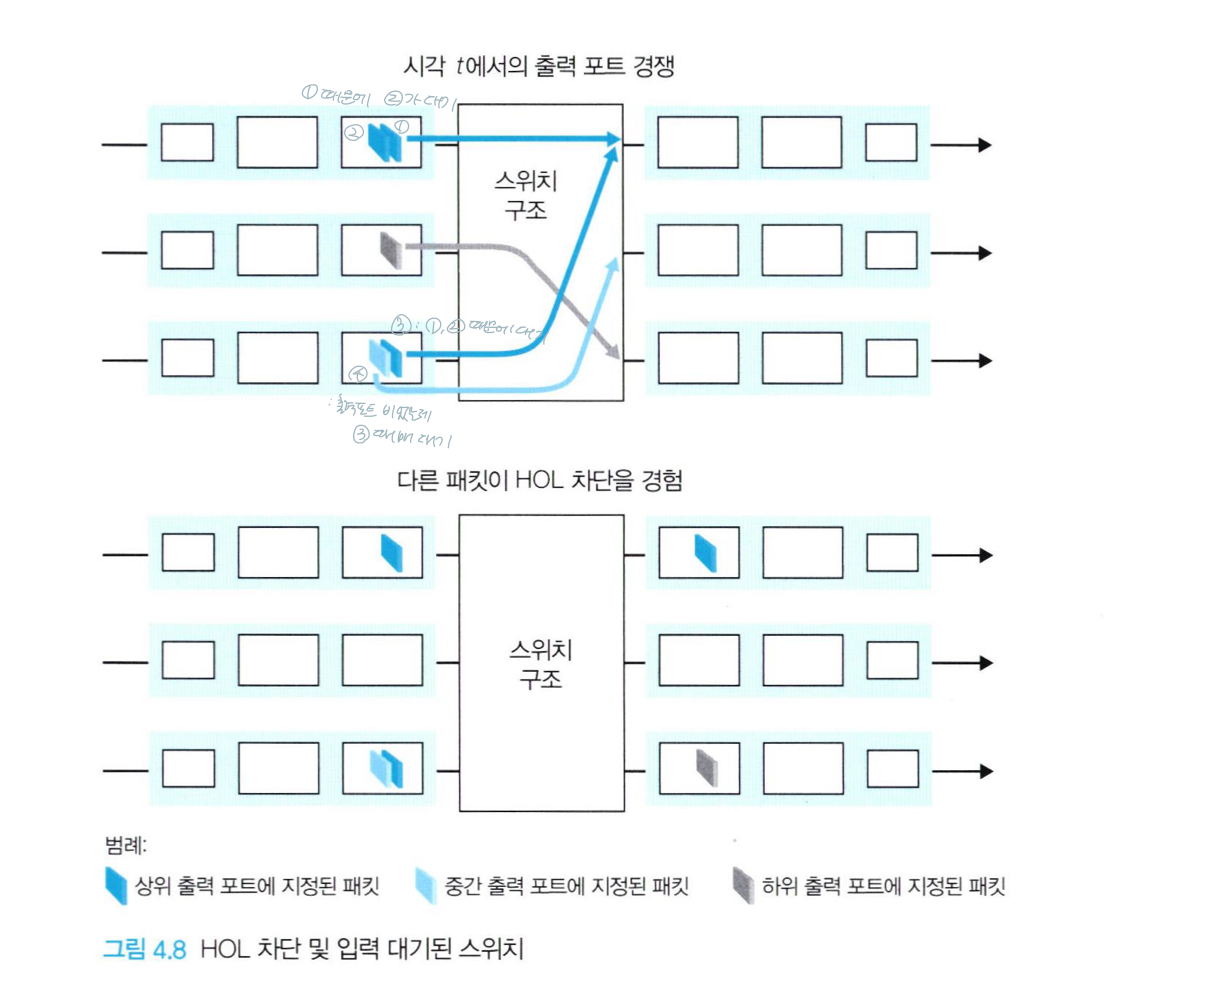 시각 t에서의 출력 포트 경쟁
① 때문에 ②가 대기
② ①
스위치
구조
③: ①, ② 때문에 대기
④
: 출력포트 비었는데
③ 때매 대기
다른 패킷이 HOL 차단을 경험
스위치
구조
범례:
상위 출력 포트에 지정된 패킷 중간 출력 포트에 지정된 패킷 하위 출력 포트에 지정된 패킷
그림 4.8 HOL 차단 및 입력 대기된 스위치